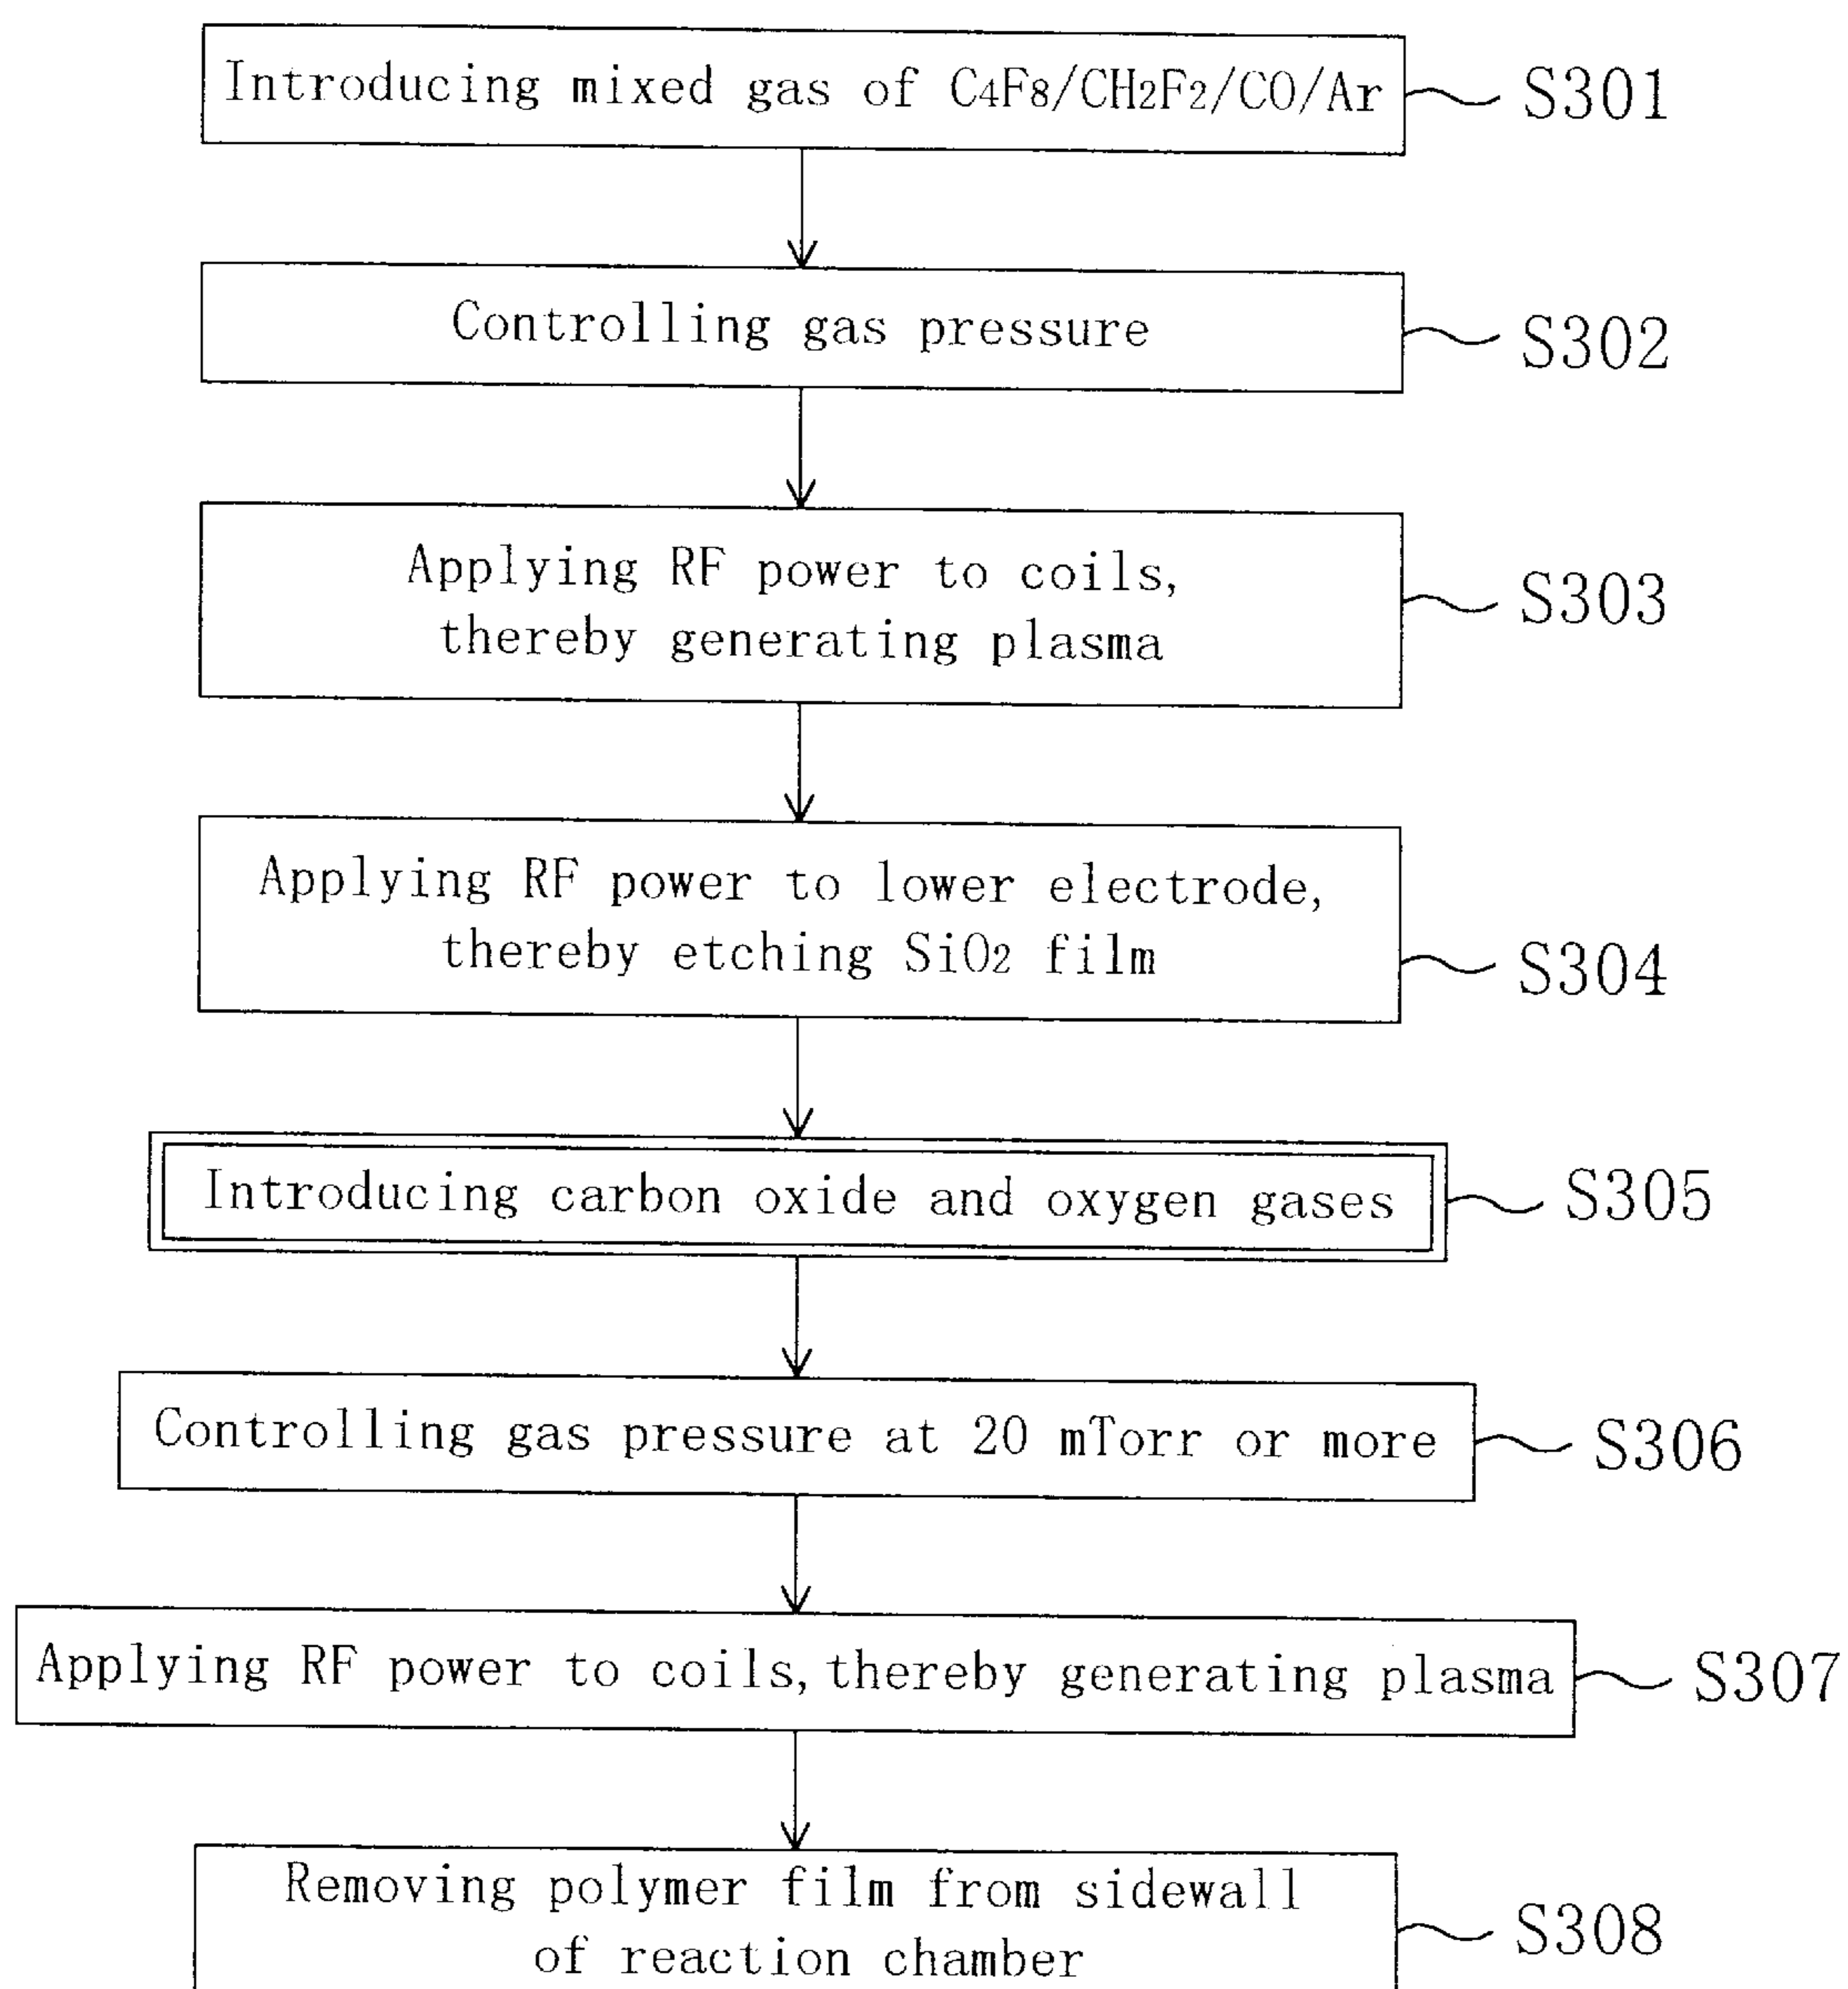 Introducing mixed gas of C4F8/CH2F2/CO/Ar S301
Controlling gas pressure S302
Applying RF power to coils,
thereby generating plasma S303
Applying RF power to lower electrode,
thereby etching SiO2 film S304
Introducing carbon oxide and oxygen gases S305
Controlling gas pressure at 20 mTorr or more S306
Applying RF power to coils, thereby generating plasma S307
Removing polymer film from sidewall
of reaction chamber S308